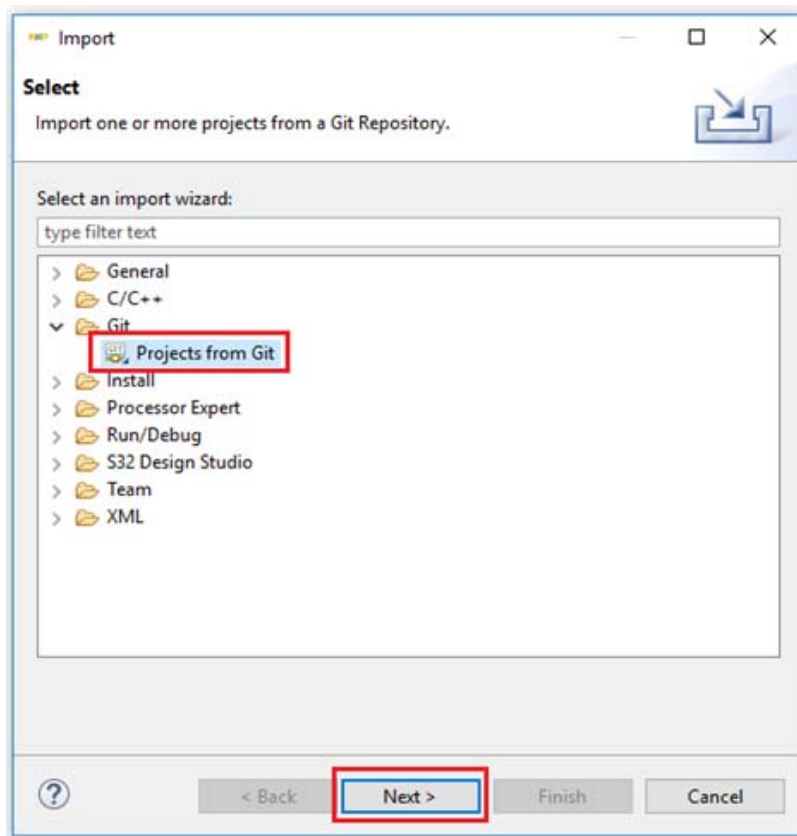 Import
Select
Import one or more projects from a Git Repository.
Select an import wizard:
type filter text
General
C/C++
Git
Projects from Git
Install
Processor Expert
Run/Debug
S32 Design Studio
Team
XML
?
< Back Next > Finish Cancel